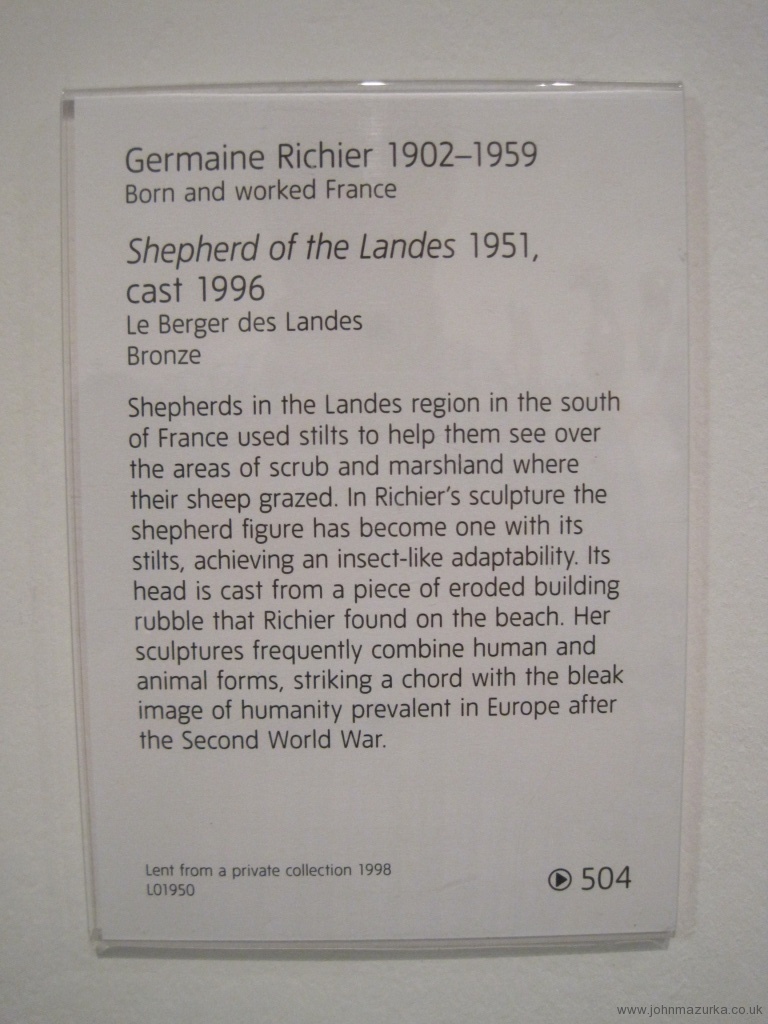 Germaine Richier 1902–1959
Born and worked France
Shepherd of the Landes 1951,
cast 1996
Le Berger des Landes
Bronze
Shepherds in the Landes region in the south
of France used stilts to help them see over
the areas of scrub and marshland where
their sheep grazed. In Richier's sculpture the
shepherd figure has become one with its
stilts, achieving an insect-like adaptability. Its
head is cast from a piece of eroded building
rubble that Richier found on the beach. Her
sculptures frequently combine human and
animal forms, striking a chord with the bleak
image of humanity prevalent in Europe after
the Second World War.
Lent from a private collection 1998
L01950
504
www.johnmazurka.co.uk